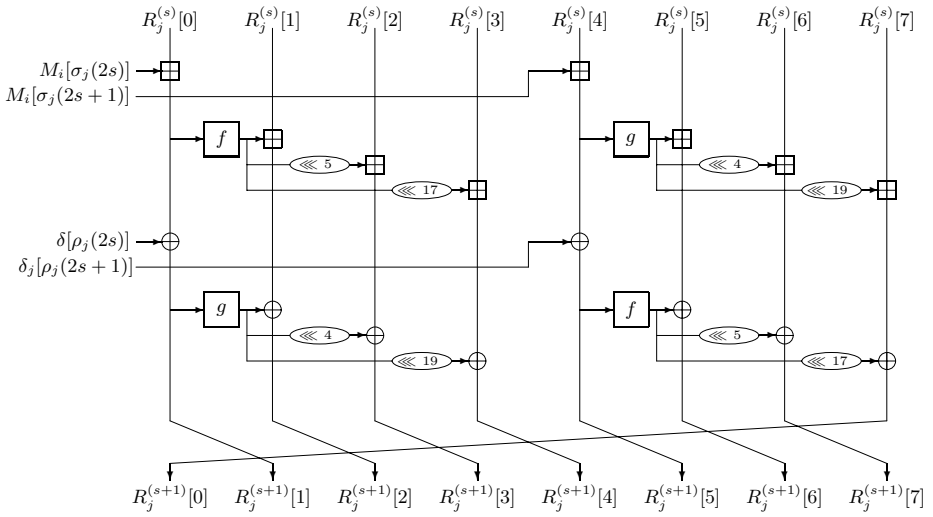 R_j^{(s)}[0] R_j^{(s)}[1] R_j^{(s)}[2] R_j^{(s)}[3] R_j^{(s)}[4] R_j^{(s)}[5] R_j^{(s)}[6] R_j^{(s)}[7]
M_i[σ_j(2s)]
M_i[σ_j(2s+1)]
f g
⋘ 5 ⋘ 4
⋘ 17 ⋘ 19
δ[ρ_j(2s)]
δ_j[ρ_j(2s+1)]
g f
⋘ 4 ⋘ 5
⋘ 19 ⋘ 17
R_j^{(s+1)}[0] R_j^{(s+1)}[1] R_j^{(s+1)}[2] R_j^{(s+1)}[3] R_j^{(s+1)}[4] R_j^{(s+1)}[5] R_j^{(s+1)}[6] R_j^{(s+1)}[7]